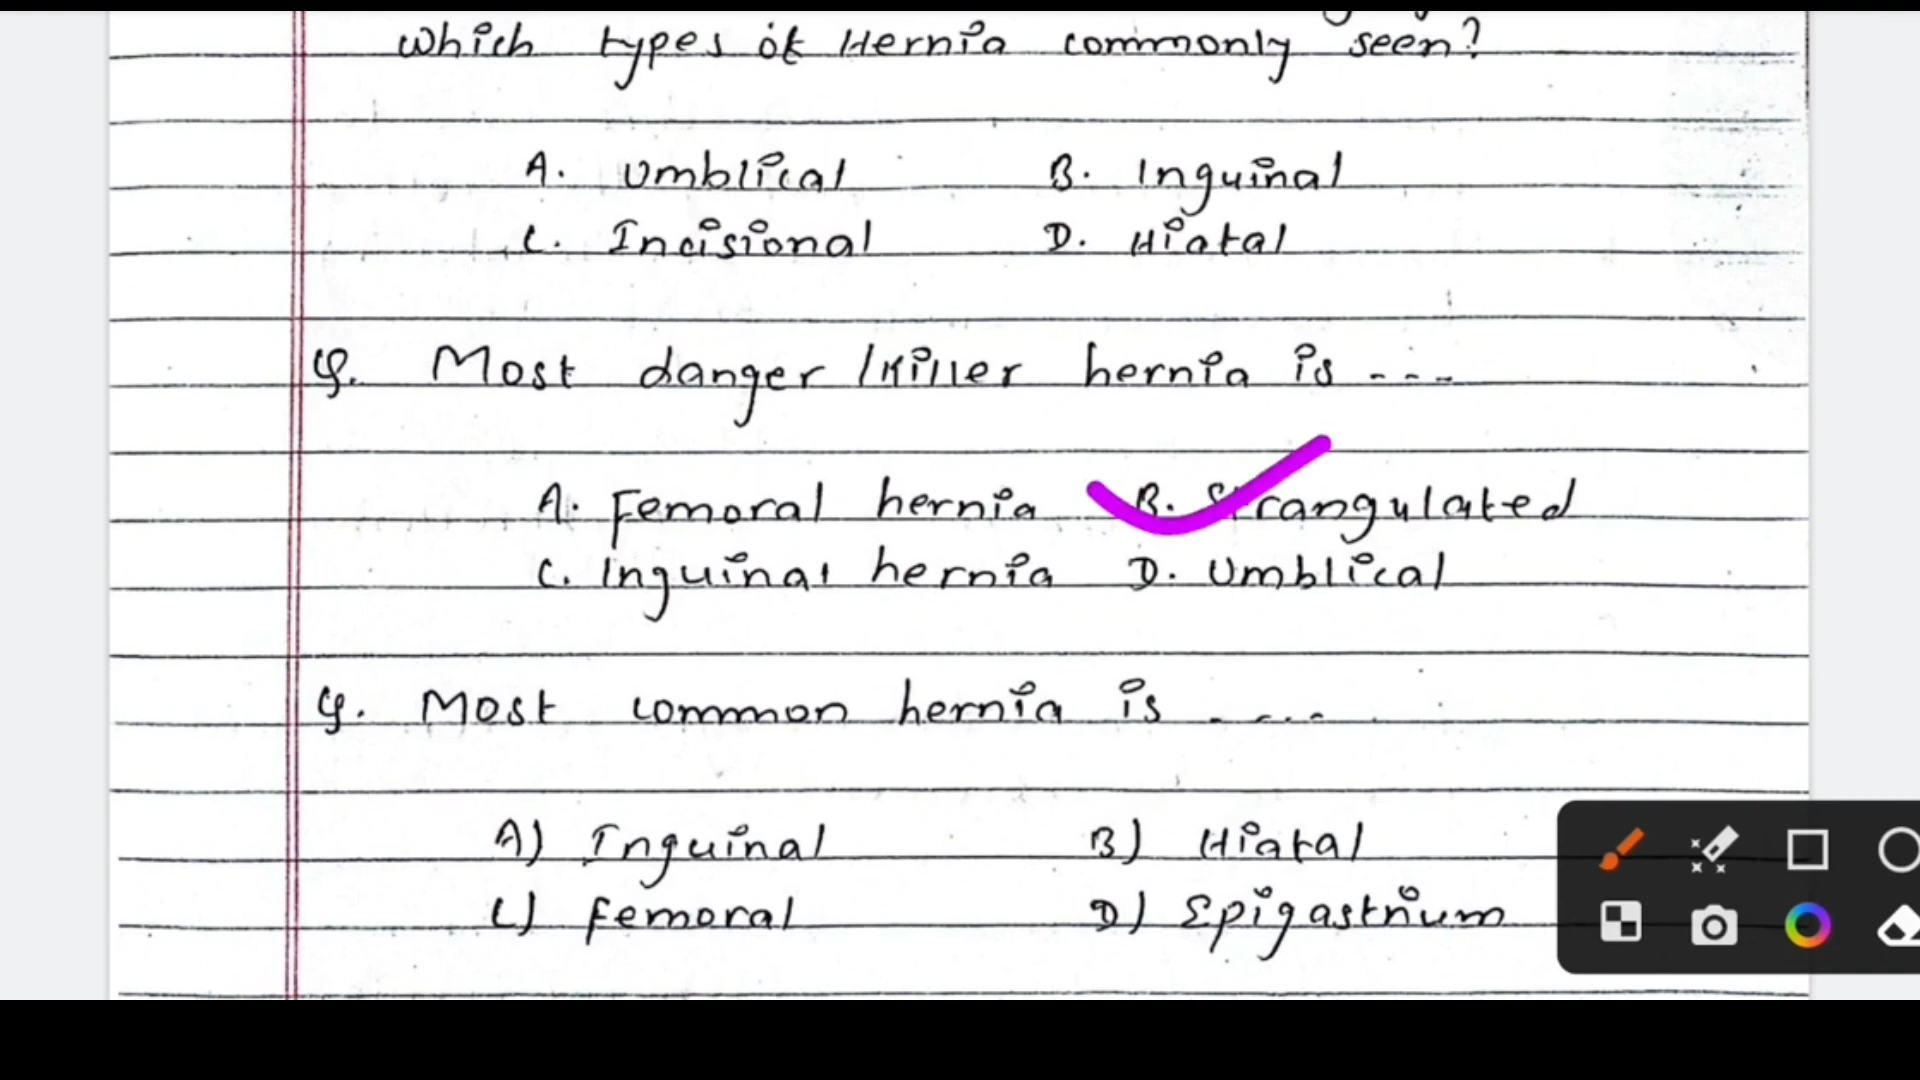 which types of Hernia commonly seen?
A. Umblical B. Inguinal
C. Incisional D. Hiatal
Q. Most danger /killer hernia is ---
A. Femoral hernia B. Strangulated
C. Inguinal hernia D. Umblical
Q. Most common hernia is ----
A) Inguinal B) Hiatal
C) Femoral D) Epigastrium